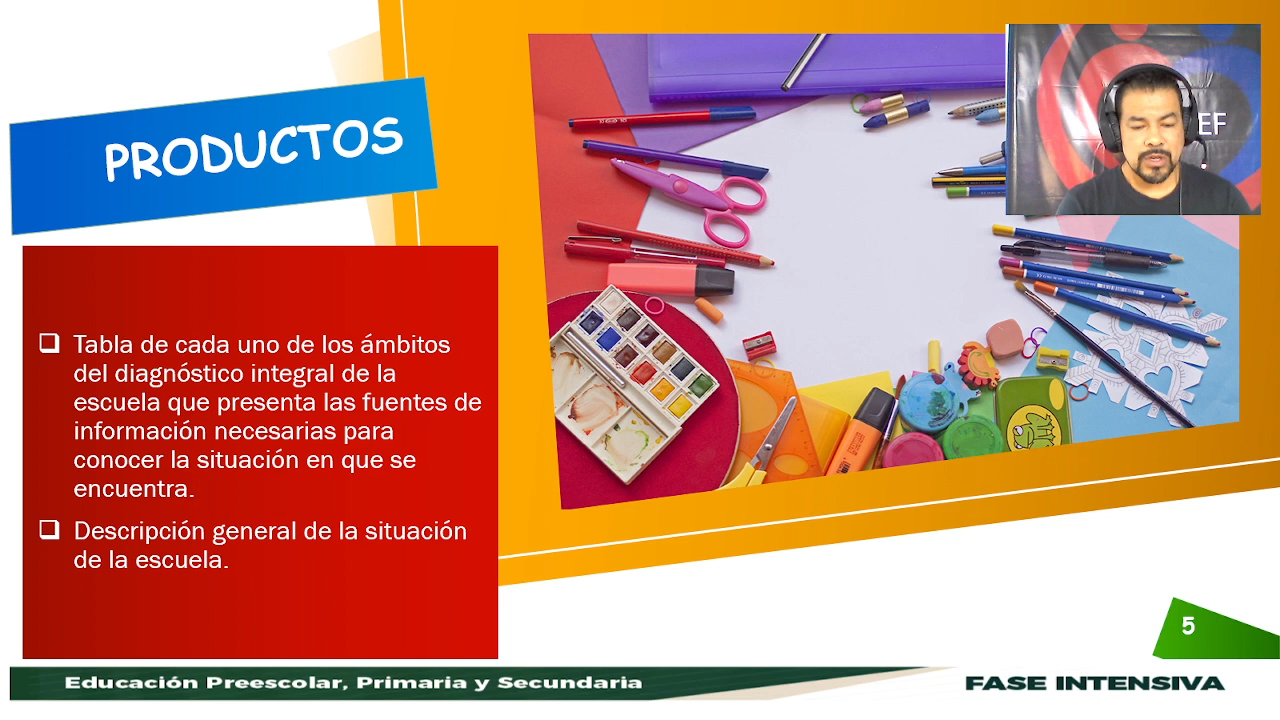 PRODUCTOS
EF
Tabla de cada uno de los ámbitos
del diagnóstico integral de la
escuela que presenta las fuentes de
información necesarias para
conocer la situación en que se
encuentra.
Descripción general de la situación
de la escuela.
5
Educación Preescolar, Primaria y Secundaria
FASE INTENSIVA